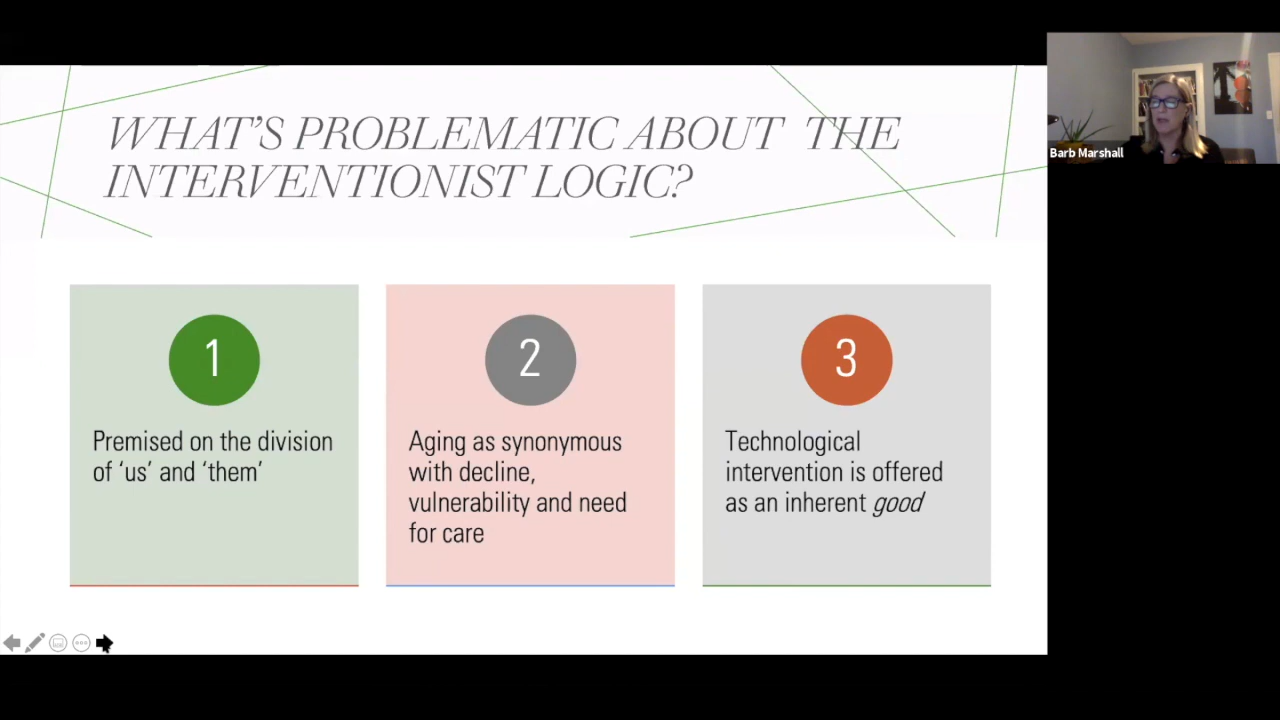 WHAT'S PROBLEMATIC ABOUT THE
INTERVENTIONIST LOGIC?
1
Premised on the division
of ‘us’ and ‘them’
2
Aging as synonymous
with decline,
vulnerability and need
for care
3
Technological
intervention is offered
as an inherent good
Barb Marshall